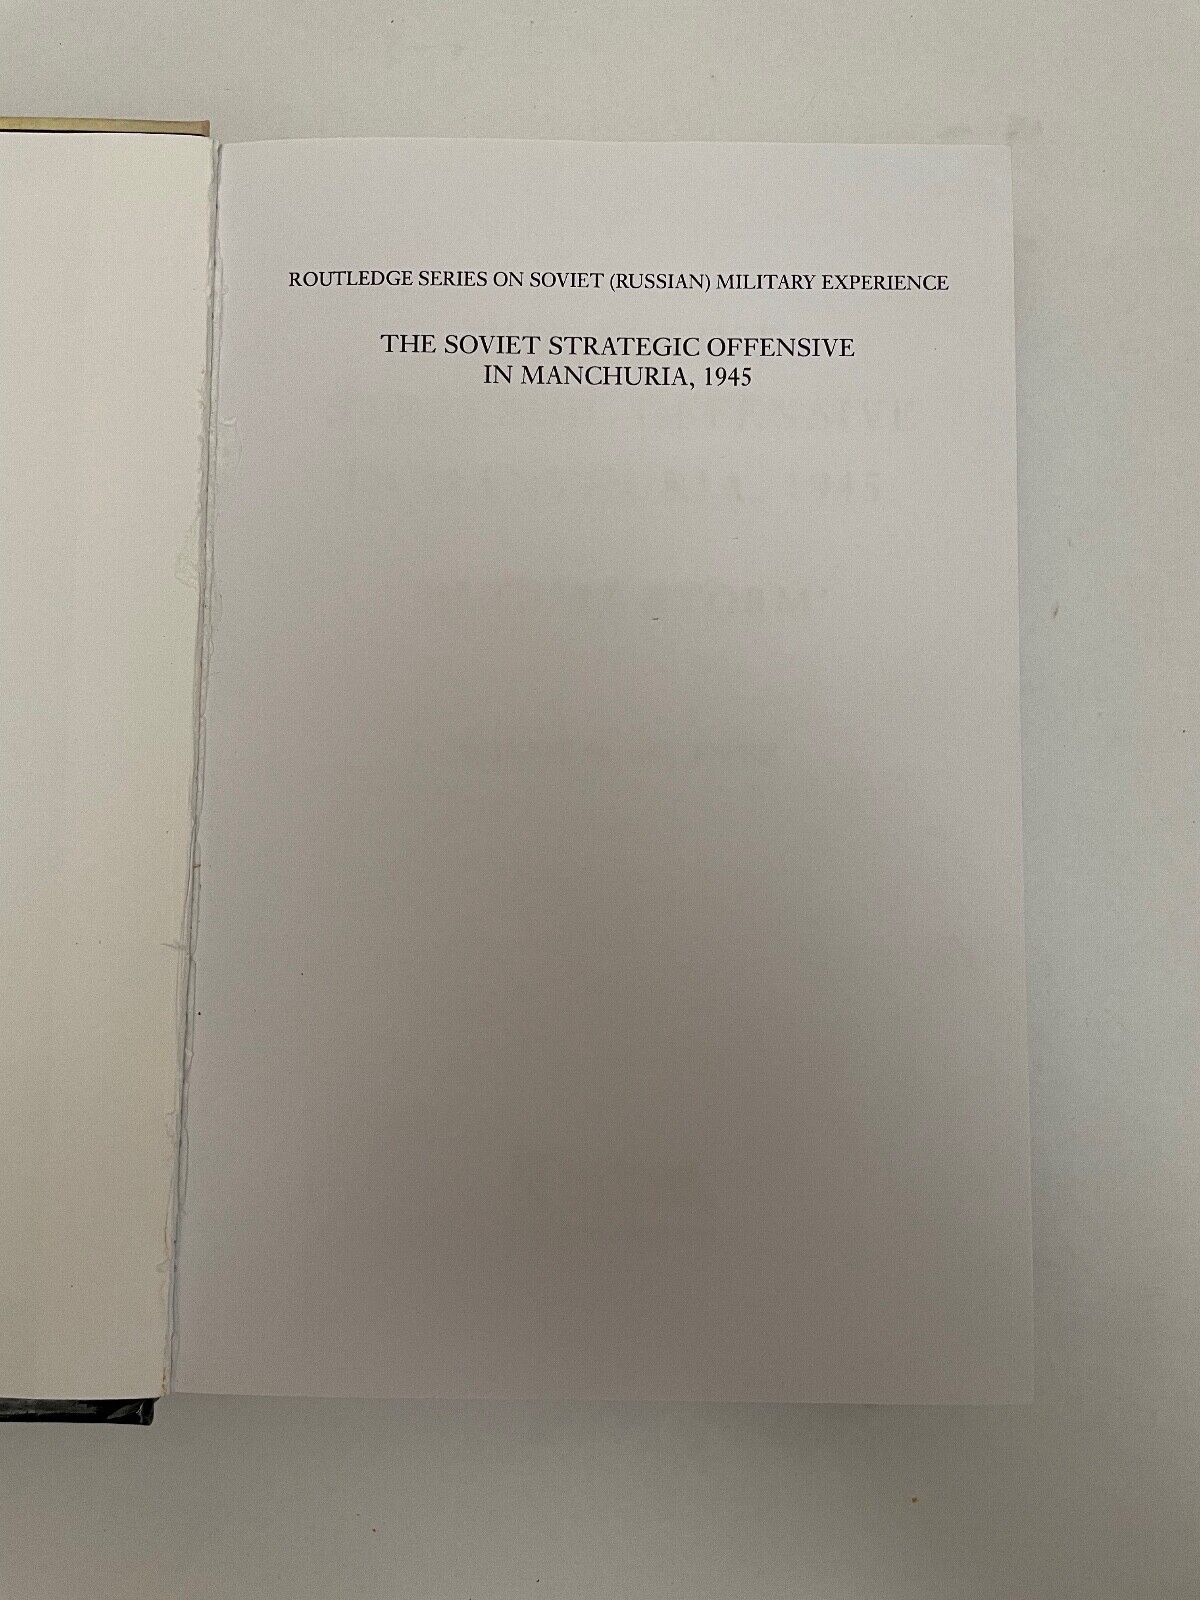 ROUTLEDGE SERIES ON SOVIET (RUSSIAN) MILITARY EXPERIENCE
THE SOVIET STRATEGIC OFFENSIVE
IN MANCHURIA, 1945